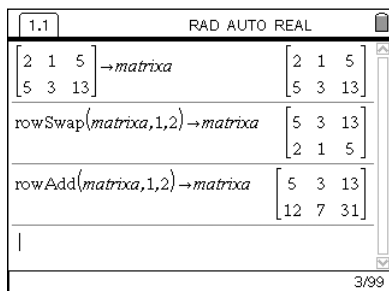 1.1 RAD AUTO REAL
[2 1 5
5 3 13]→matrixa [2 1 5
5 3 13]
rowSwap(matrixa,1,2)→matrixa [5 3 13
2 1 5]
rowAdd(matrixa,1,2)→matrixa [5 3 13
12 7 31]
3/99